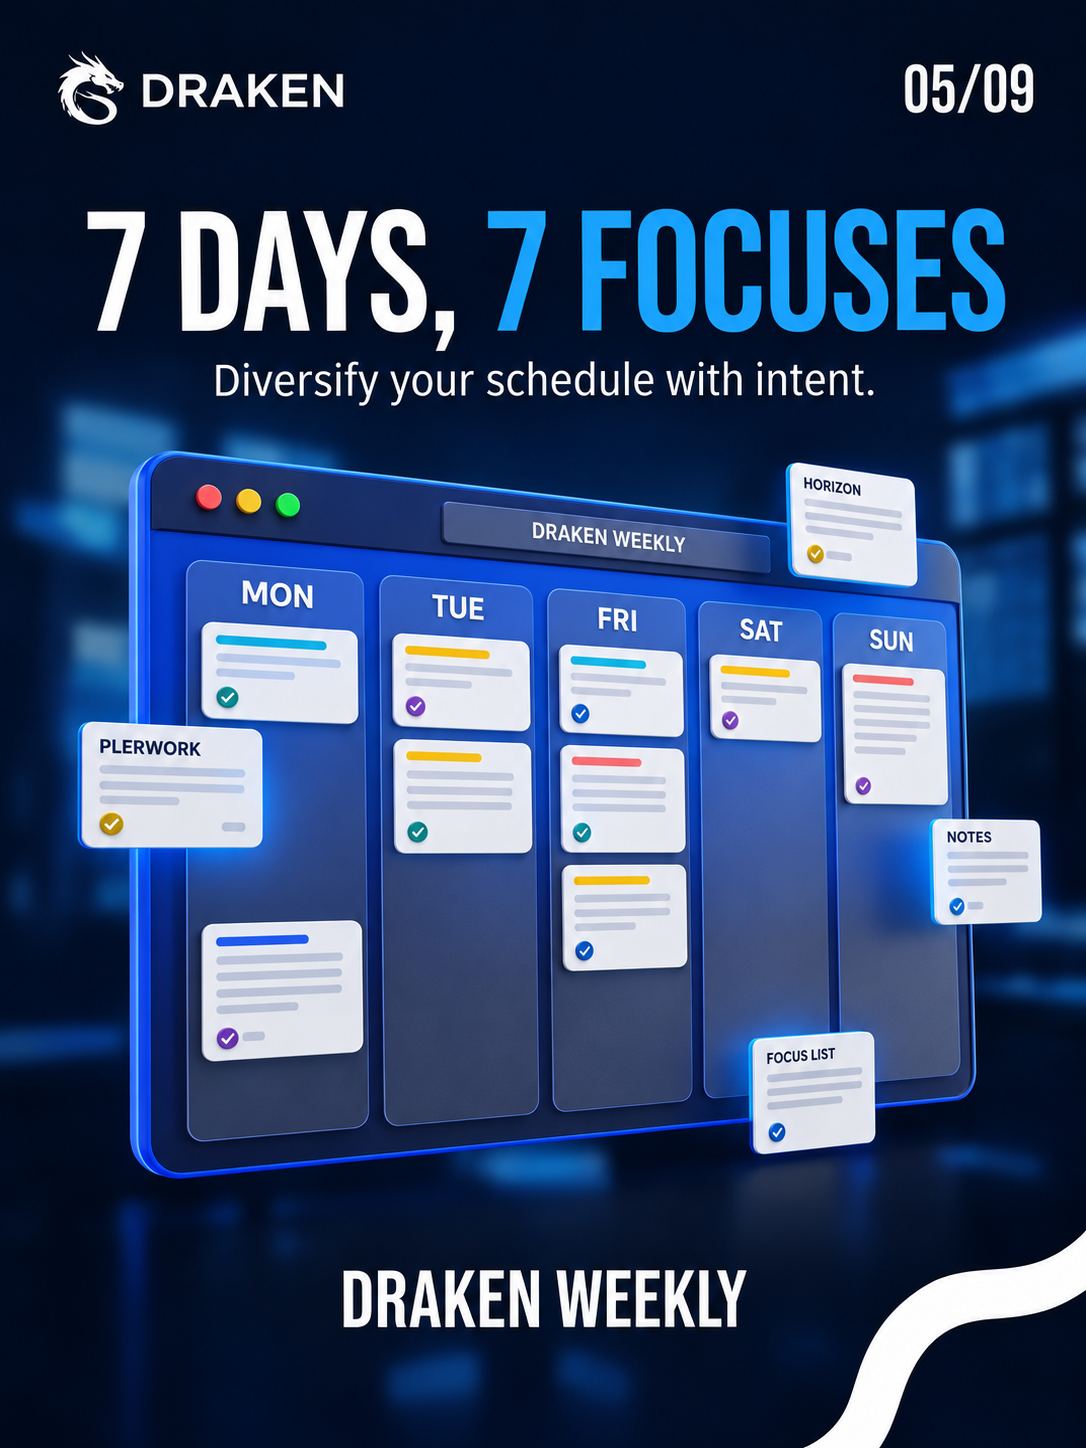 DRAKEN
05/09
7 DAYS, 7 FOCUSES
Diversify your schedule with intent.
HORIZON
DRAKEN WEEKLY
MON
TUE
FRI
SAT
SUN
PLERWORK
NOTES
FOCUS LIST
DRAKEN WEEKLY